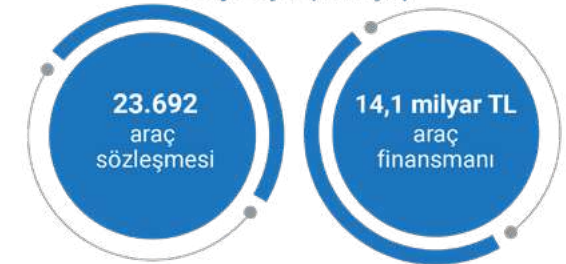 23.692
araç
sözleşmesi
14,1 milyar TL
araç
finansmanı